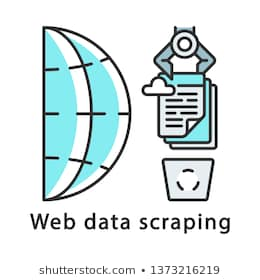 Web data scraping
shutterstock.com • 1373216219